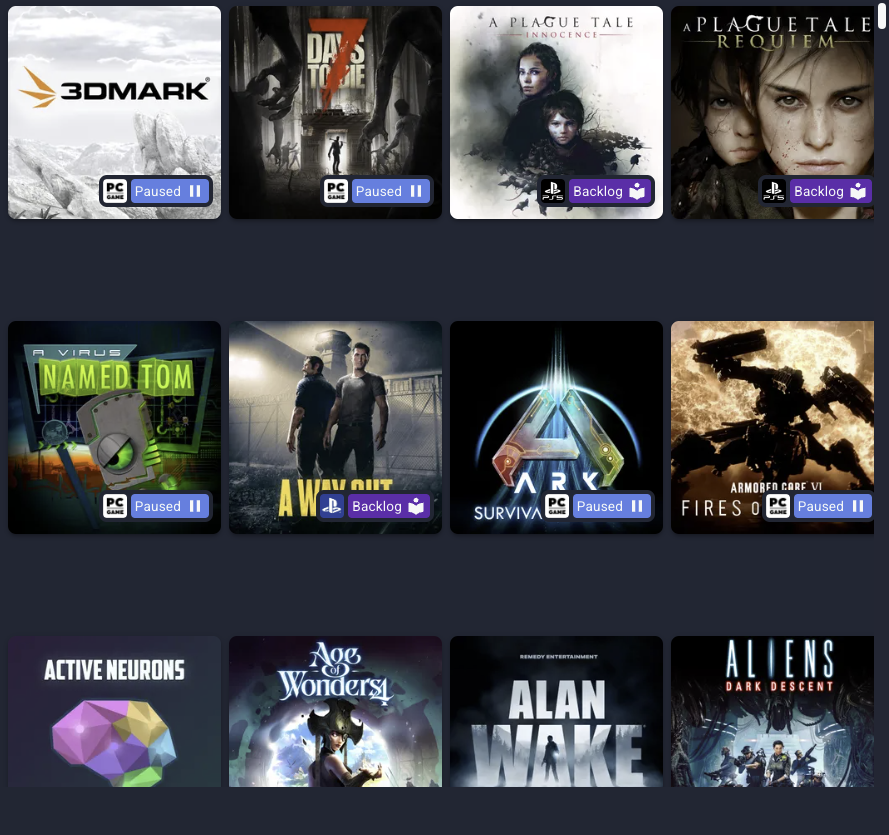 3DMARK®
PC
GAME
Paused
7
DAYS
TO DIE
PC
GAME
Paused
A PLAGUE TALE
INNOCENCE
PS5
Backlog
A PLAGUE TALE
REQUIEM
PS5
Backlog
A VIRUS
NAMED TOM
PC
GAME
Paused
A WAY OUT
Backlog
ARK
PC
GAME
Paused
ARMORED CORE VI
FIRES
PC
GAME
Paused
ACTIVE NEURONS
Age
of
Wonders 4
REMEDY ENTERTAINMENT
ALAN
WAKE
ALIENS
DARK DESCENT